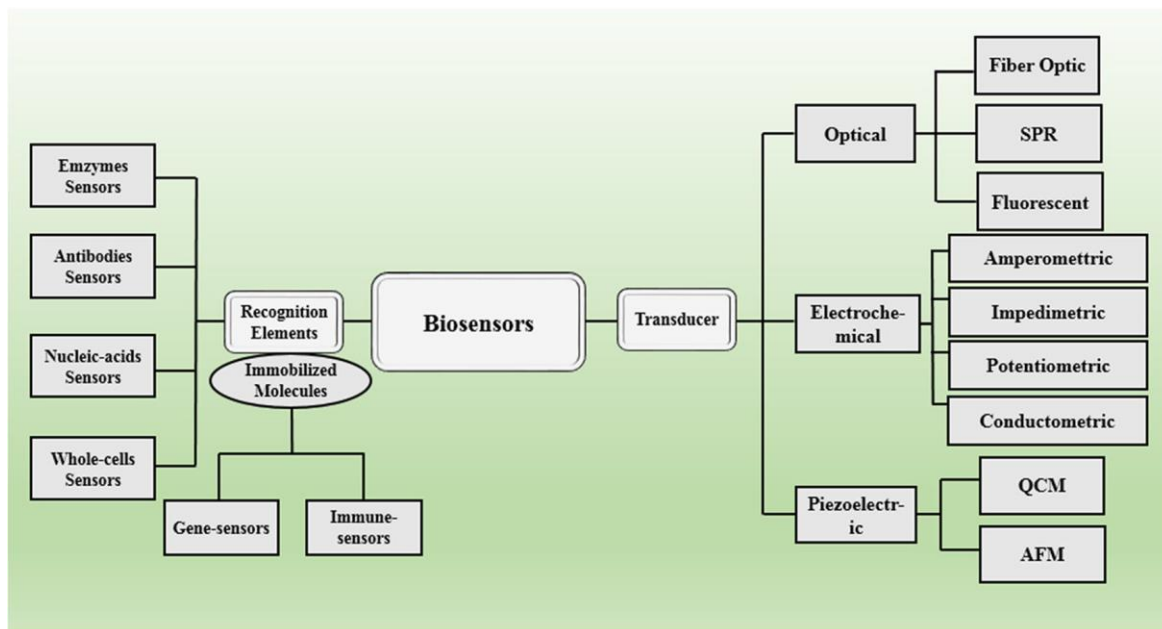 Emzymes
Sensors
Antibodies
Sensors
Nucleic-acids
Sensors
Whole-cells
Sensors
Recognition
Elements
Immobilized
Molecules
Gene-sensors
Immune-
sensors
Biosensors
Transducer
Optical
Fiber Optic
SPR
Fluorescent
Electroche-
mical
Amperomettric
Impedimetric
Potentiometric
Conductometric
Piezoelectr-
ic
QCM
AFM